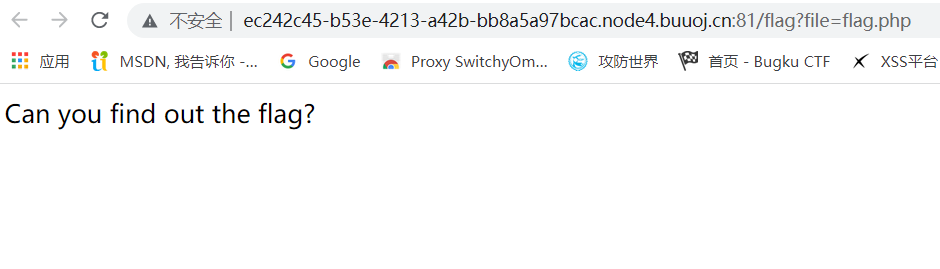 不安全 | ec242c45-b53e-4213-a42b-bb8a5a97bcac.node4.buuoj.cn:81/flag?file=flag.php
应用 MSDN, 我告诉你 -... Google Proxy SwitchyOm... 攻防世界 首页 - Bugku CTF XSS平台
Can you find out the flag?